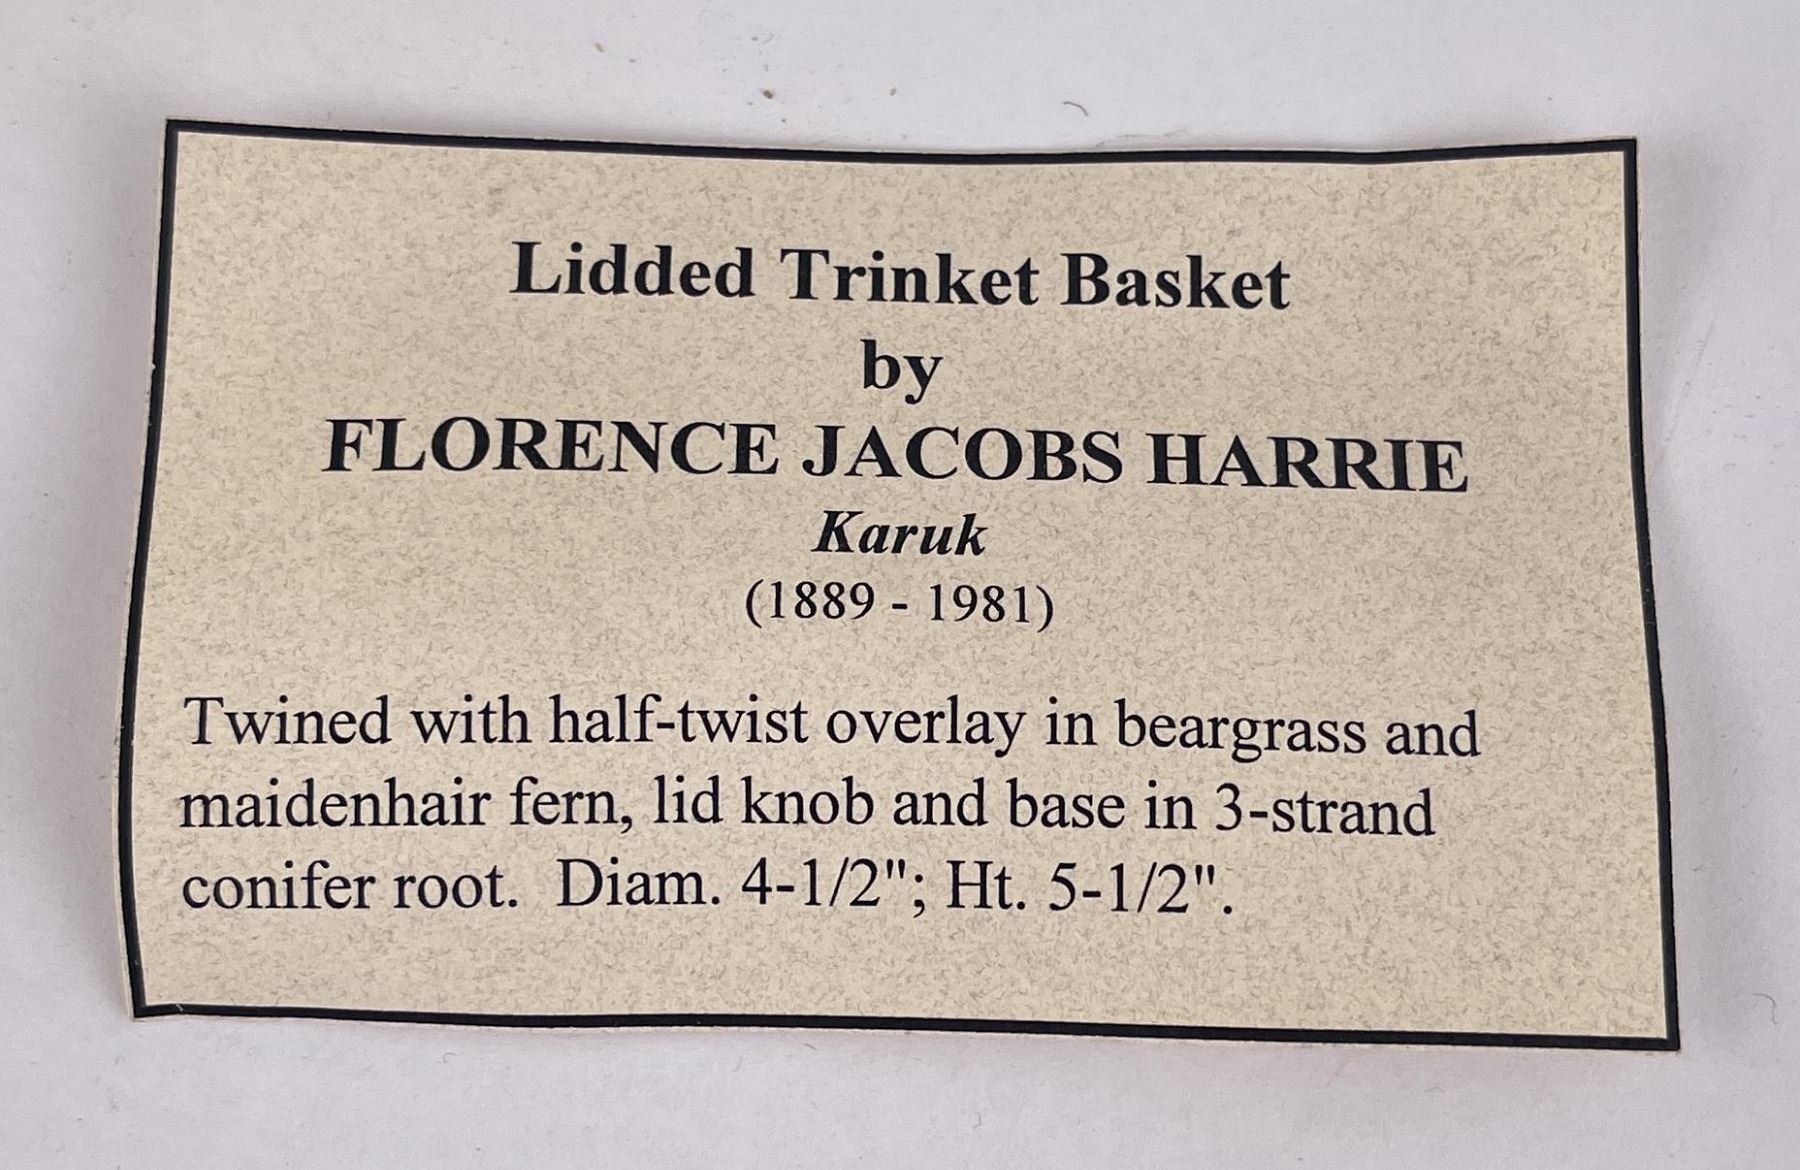 Lidded Trinket Basket
by
FLORENCE JACOBS HARRIE
Karuk
(1889 - 1981)
Twined with half-twist overlay in beargrass and
maidenhair fern, lid knob and base in 3-strand
conifer root.  Diam. 4-1/2"; Ht. 5-1/2".